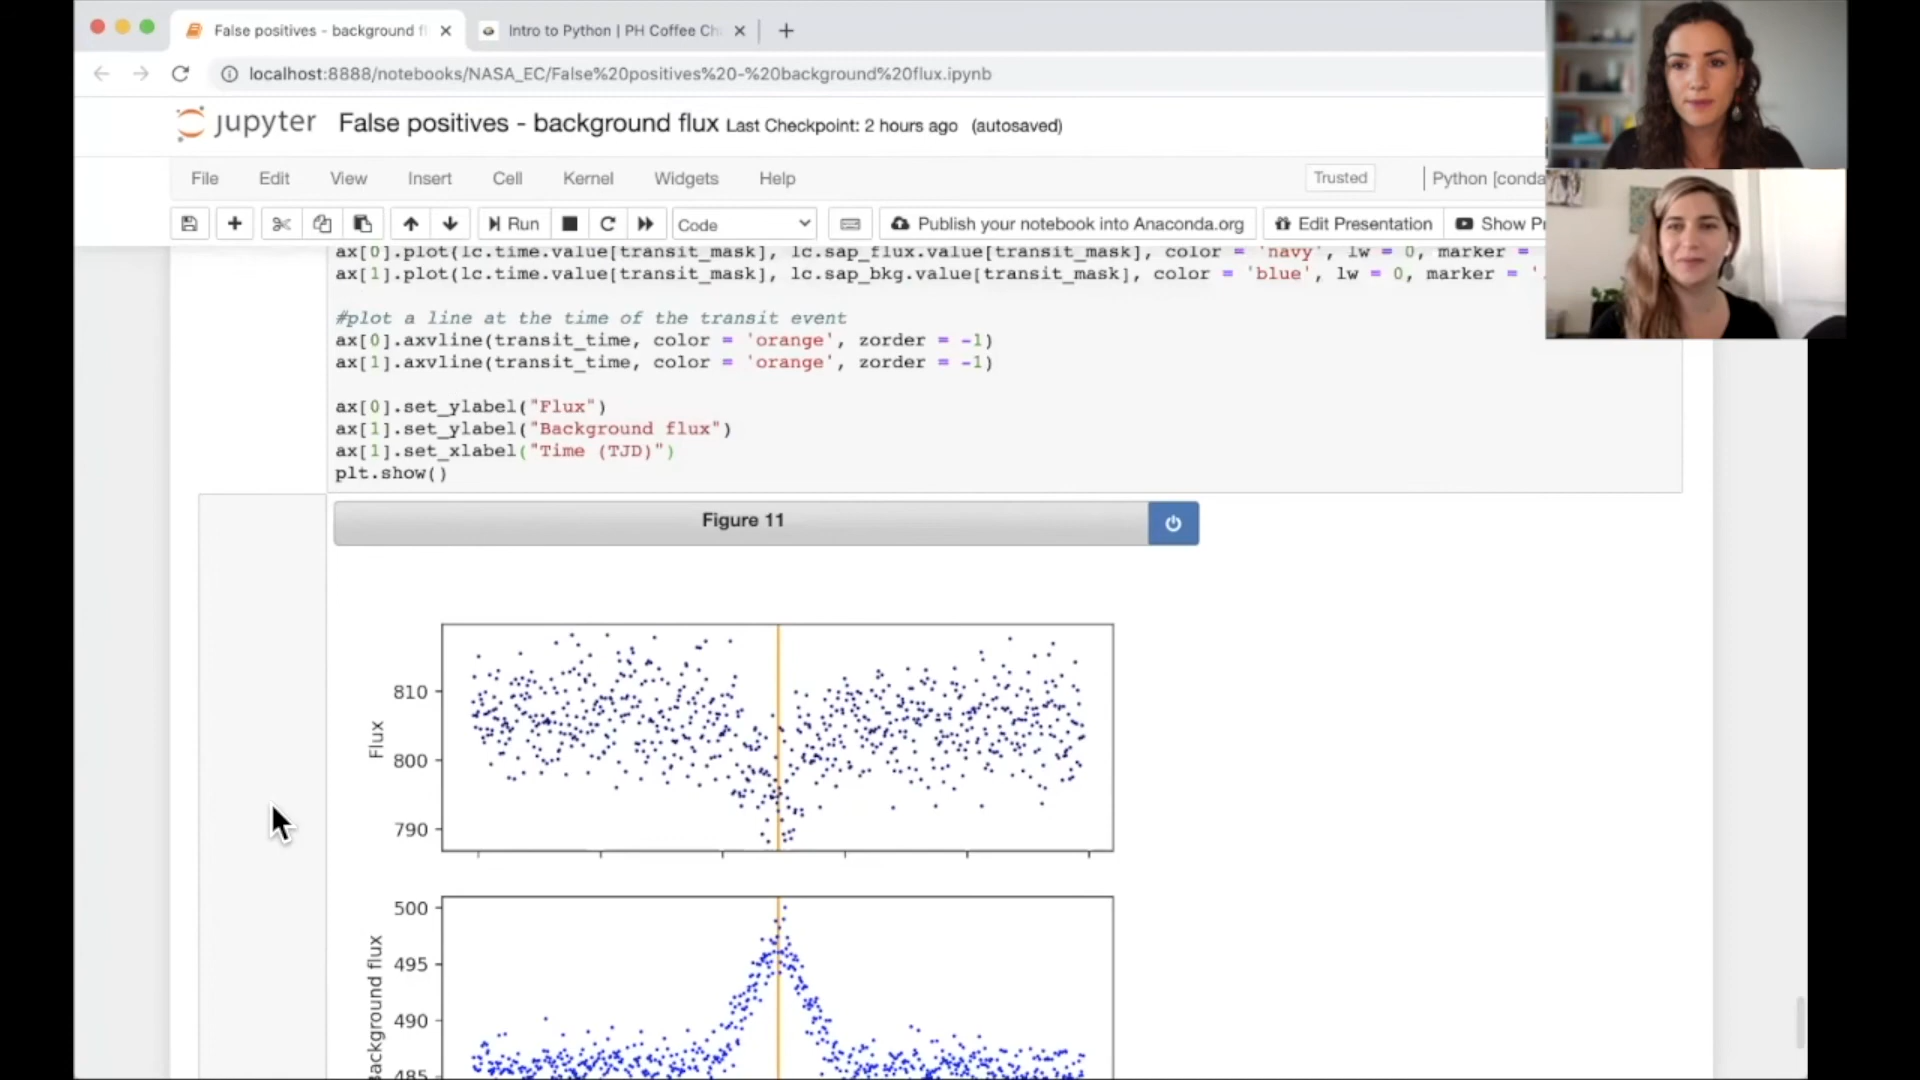 False positives - background f
Intro to Python | PH Coffee Ch
localhost:8888/notebooks/NASA_EC/False%20positives%20-%20background%20flux.ipynb
jupyter False positives - background flux Last Checkpoint: 2 hours ago (autosaved)
File Edit View Insert Cell Kernel Widgets Help Trusted Python [conda
Run Code Publish your notebook into Anaconda.org Edit Presentation Show Pr
ax[0].plot(lc.time.value[transit_mask], lc.sap_flux.value[transit_mask], color = 'navy', lw = 0, marker =
ax[1].plot(lc.time.value[transit_mask], lc.sap_bkg.value[transit_mask], color = 'blue', lw = 0, marker = '.
#plot a line at the time of the transit event
ax[0].axvline(transit_time, color = 'orange', zorder = -1)
ax[1].axvline(transit_time, color = 'orange', zorder = -1)
ax[0].set_ylabel("Flux")
ax[1].set_ylabel("Background flux")
ax[1].set_xlabel("Time (TJD)")
plt.show()
Figure 11
Flux
810
800
790
Background flux
500
495
490
485